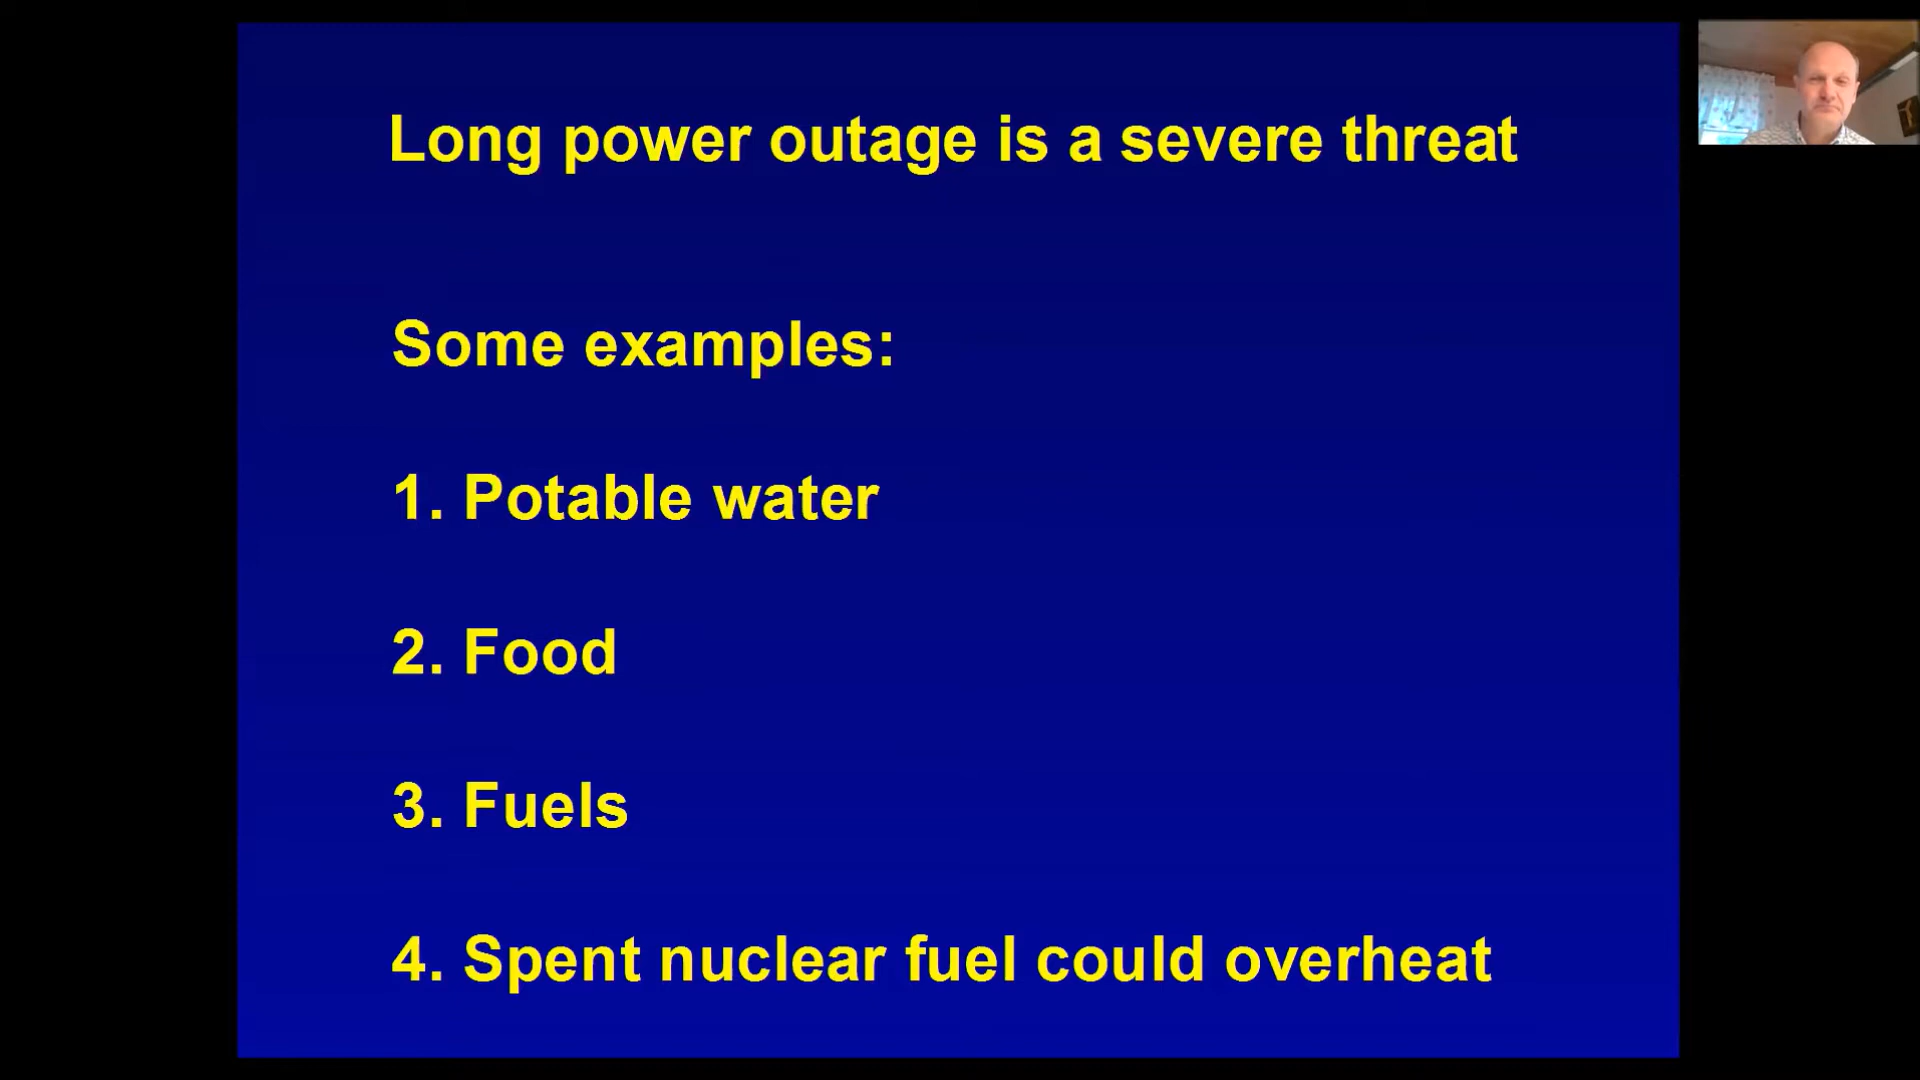 Long power outage is a severe threat
Some examples:
1. Potable water
2. Food
3. Fuels
4. Spent nuclear fuel could overheat